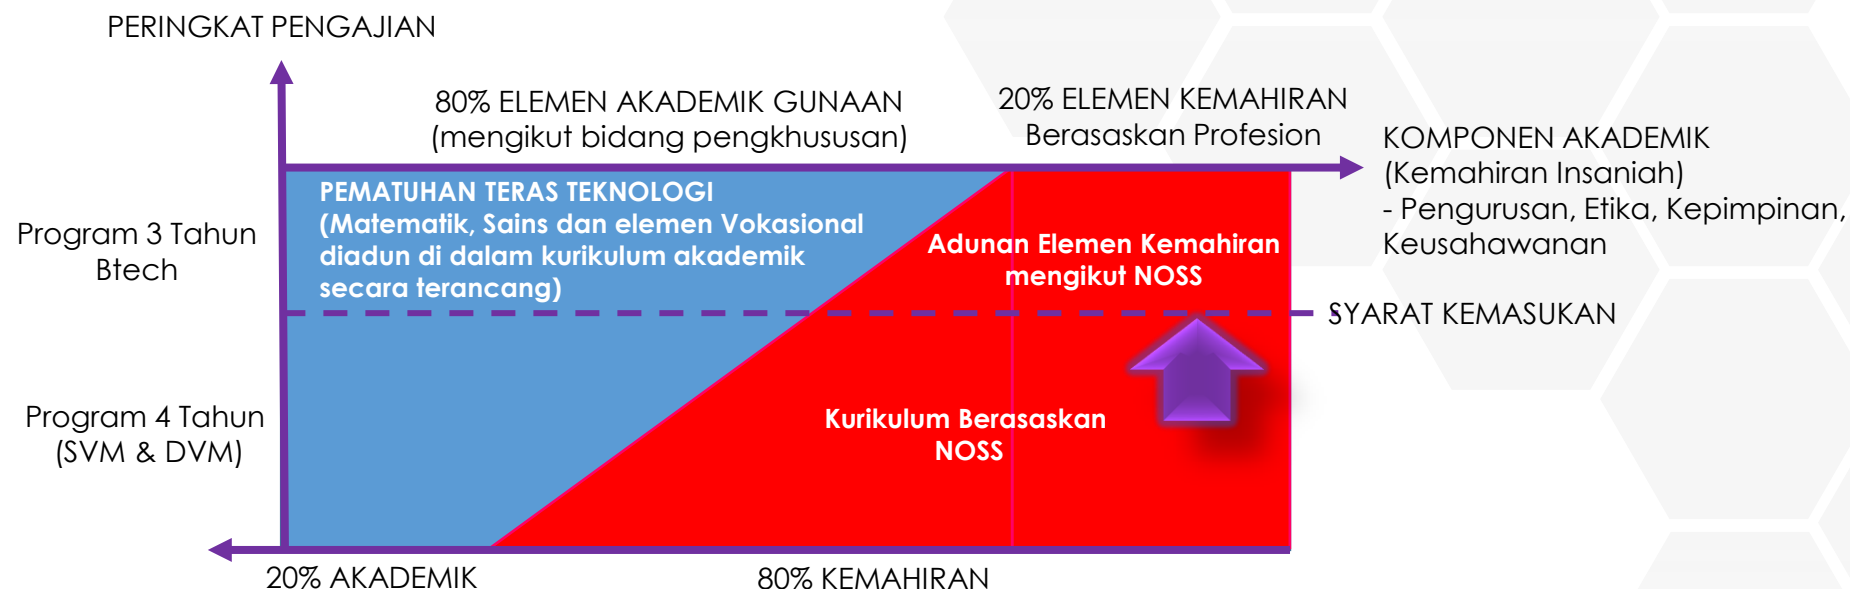 PERINGKAT PENGAJIAN
80% ELEMEN AKADEMIK GUNAAN
(mengikut bidang pengkhususan)
20% ELEMEN KEMAHIRAN
Berasaskan Profesion
KOMPONEN AKADEMIK
(Kemahiran Insaniah)
- Pengurusan, Etika, Kepimpinan,
Keusahawanan
PEMATUHAN TERAS TEKNOLOGI
(Matematik, Sains dan elemen Vokasional
diadun di dalam kurikulum akademik
secara terancang)
Program 3 Tahun
Btech
Adunan Elemen Kemahiran
mengikut NOSS
SYARAT KEMASUKAN
Program 4 Tahun
(SVM & DVM)
Kurikulum Berasaskan
NOSS
20% AKADEMIK
80% KEMAHIRAN